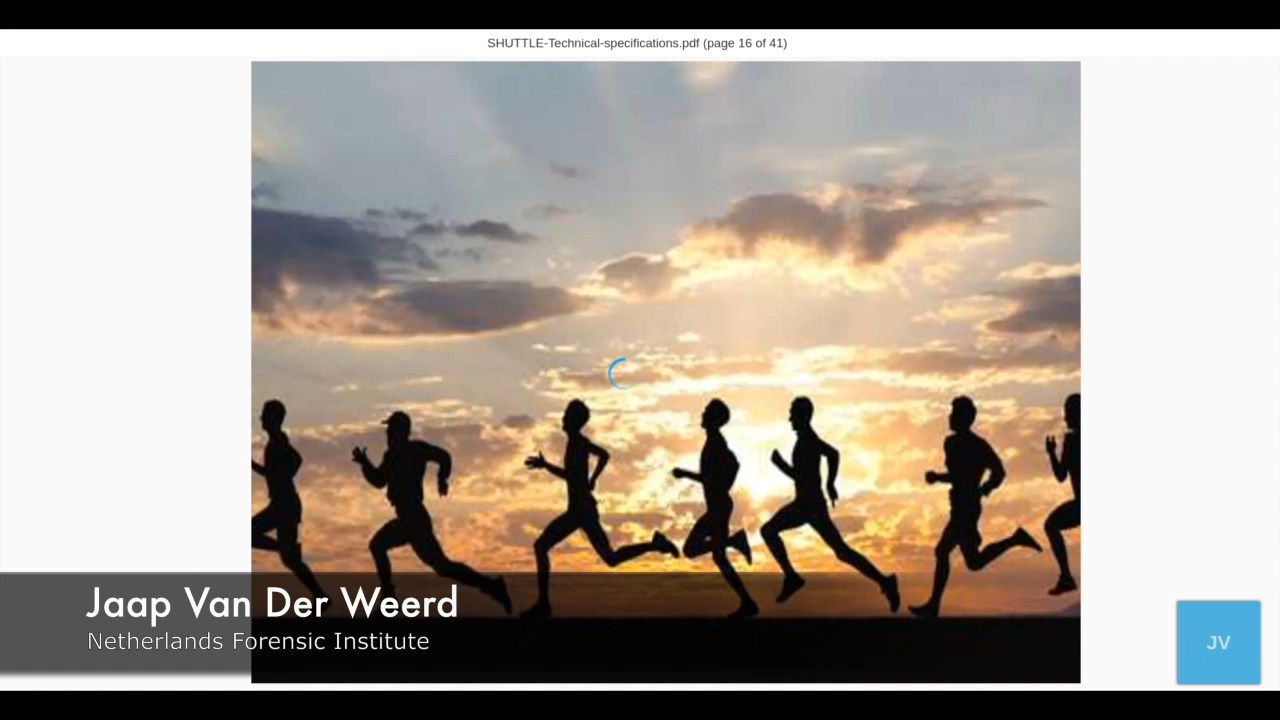 SHUTTLE-Technical-specifications.pdf (page 16 of 41)
Jaap Van Der Weerd
Netherlands Forensic Institute
JV